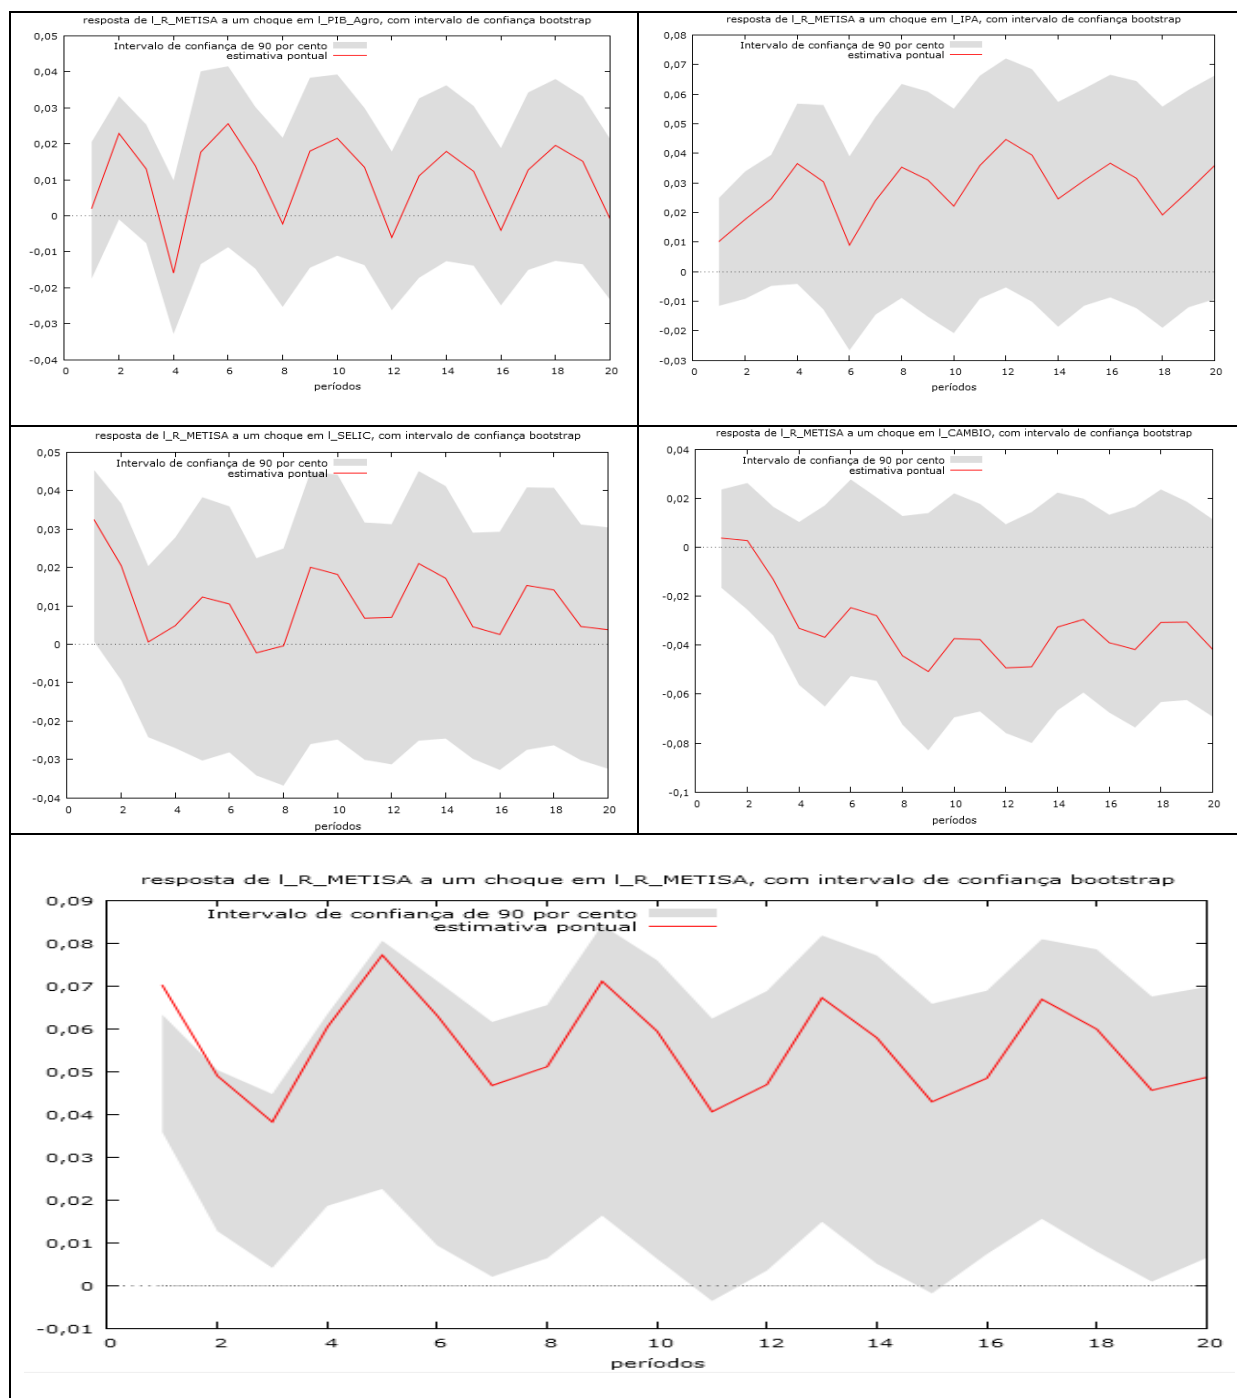 resposta de l_R_METISA a um choque em l_PIB_Agro, com intervalo de confiança bootstrap
0,05
0,04
0,03
0,02
0,01
0
-0,01
-0,02
-0,03
-0,04
Intervalo de confiança de 90 por cento
estimativa pontual
0 2 4 6 8 10 12 14 16 18 20
períodos
resposta de l_R_METISA a um choque em l_IPA, com intervalo de confiança bootstrap
0,08
0,07
0,06
0,05
0,04
0,03
0,02
0,01
0
-0,01
-0,02
-0,03
Intervalo de confiança de 90 por cento
estimativa pontual
0 2 4 6 8 10 12 14 16 18 20
períodos
resposta de l_R_METISA a um choque em l_SELIC, com intervalo de confiança bootstrap
0,05
0,04
0,03
0,02
0,01
0
-0,01
-0,02
-0,03
-0,04
Intervalo de confiança de 90 por cento
estimativa pontual
0 2 4 6 8 10 12 14 16 18 20
períodos
resposta de l_R_METISA a um choque em l_CAMBIO, com intervalo de confiança bootstrap
0,04
0,02
0
-0,02
-0,04
-0,06
-0,08
-0,1
Intervalo de confiança de 90 por cento
estimativa pontual
0 2 4 6 8 10 12 14 16 18 20
períodos
resposta de l_R_METISA a um choque em l_R_METISA, com intervalo de confiança bootstrap
0,09
0,08
0,07
0,06
0,05
0,04
0,03
0,02
0,01
0
-0,01
Intervalo de confiança de 90 por cento
estimativa pontual
0 2 4 6 8 10 12 14 16 18 20
períodos